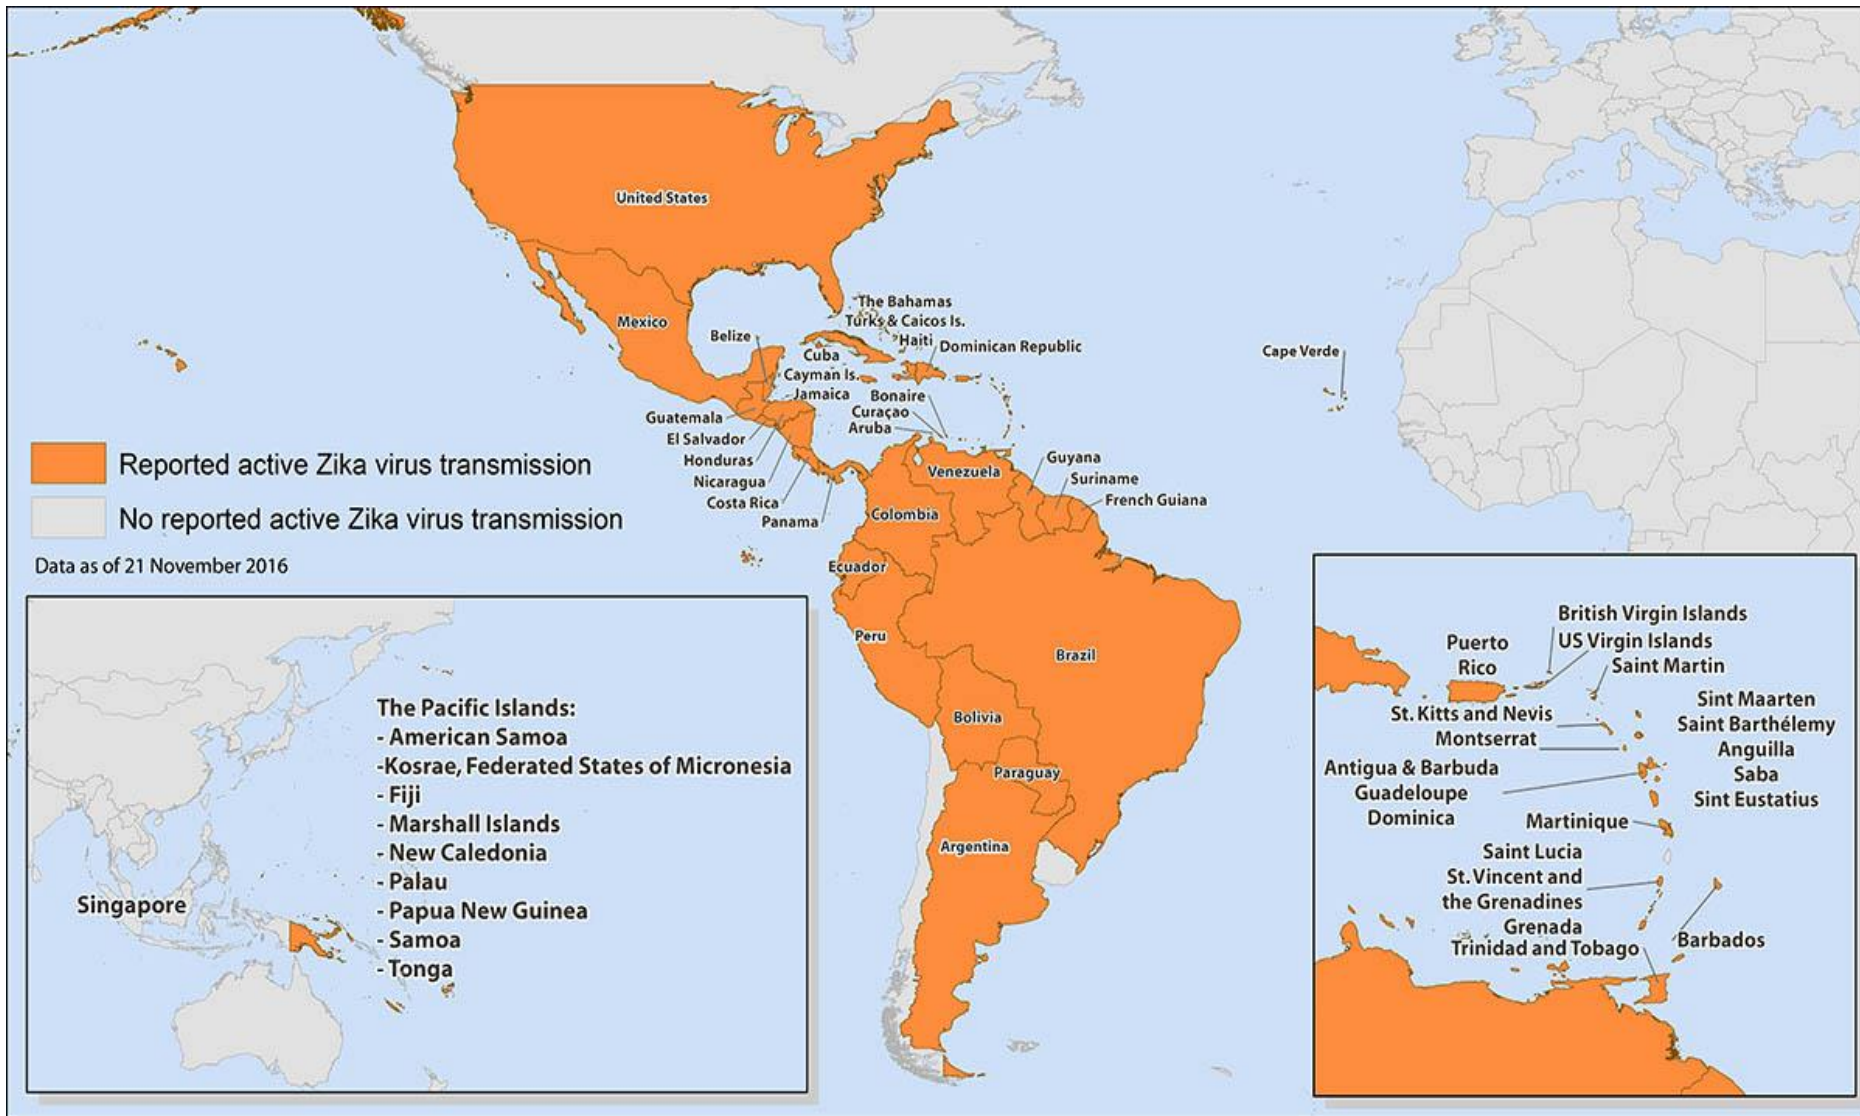 United States
Mexico
The Bahamas
Turks & Caicos Is.
Haiti
Dominican Republic
Belize
Cuba
Cayman Is.
Jamaica
Bonaire
Curaçao
Aruba
Guatemala
El Salvador
Honduras
Nicaragua
Costa Rica
Panama
Cape Verde
Venezuela
Guyana
Suriname
French Guiana
Colombia
Ecuador
Peru
Brazil
Bolivia
Paraguay
Argentina
Reported active Zika virus transmission
No reported active Zika virus transmission
Data as of 21 November 2016
The Pacific Islands:
- American Samoa
-Kosrae, Federated States of Micronesia
- Fiji
- Marshall Islands
- New Caledonia
- Palau
- Papua New Guinea
- Samoa
- Tonga
Singapore
British Virgin Islands
US Virgin Islands
Saint Martin
Puerto
Rico
Sint Maarten
Saint Barthélemy
Anguilla
Saba
Sint Eustatius
St. Kitts and Nevis
Montserrat
Antigua & Barbuda
Guadeloupe
Dominica
Martinique
Saint Lucia
St. Vincent and
the Grenadines
Grenada
Trinidad and Tobago
Barbados